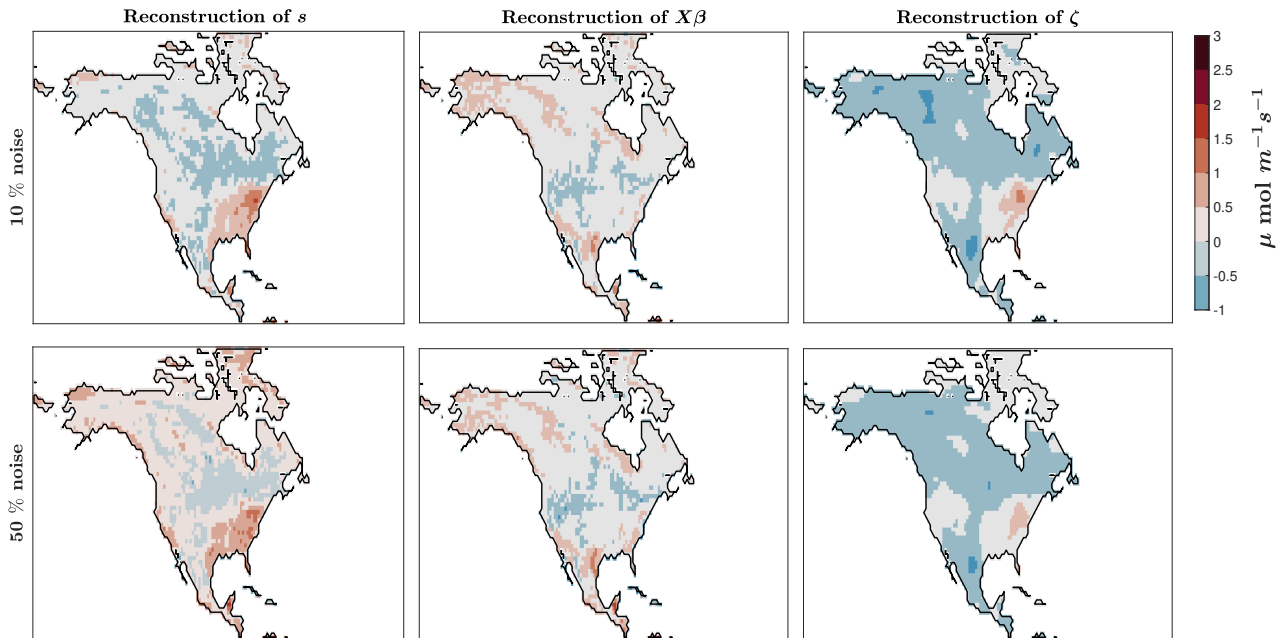 Reconstruction of s
Reconstruction of Xβ
Reconstruction of ζ
10 % noise
50 % noise
3
2.5
2
1.5
1
0.5
0
-0.5
-1
μ mol m⁻¹s⁻¹